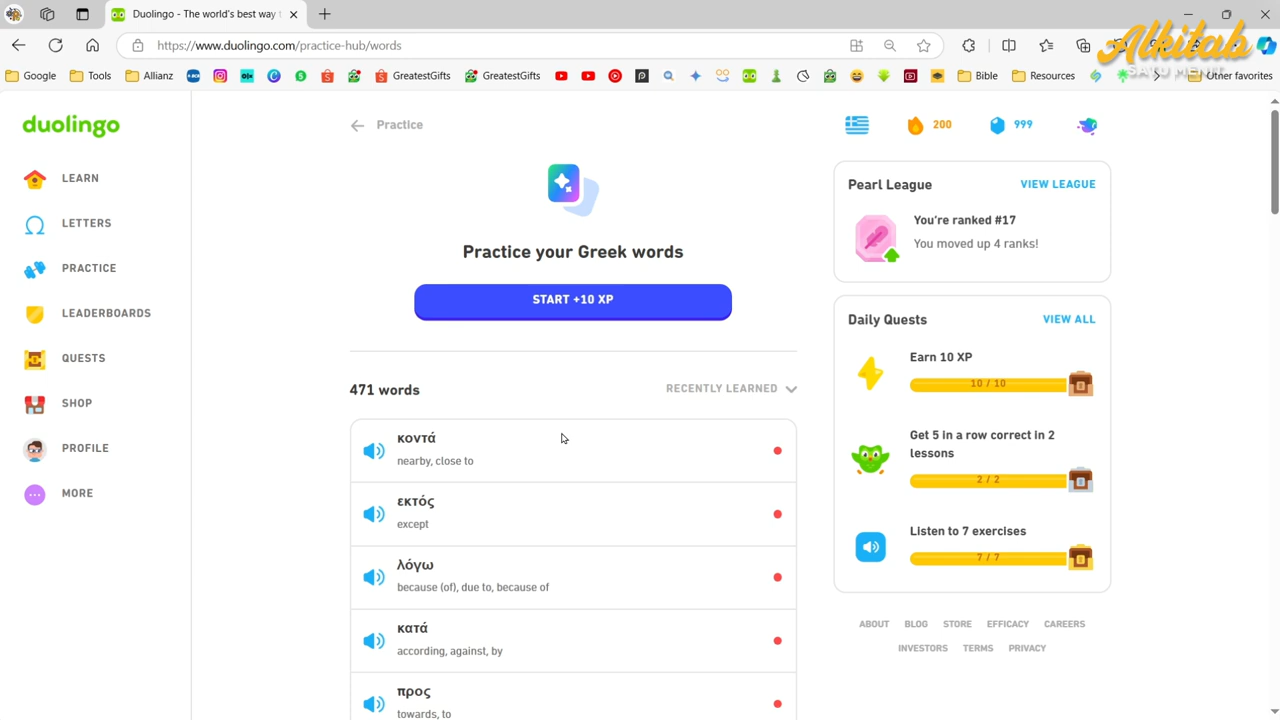 Duolingo - The world's best way t
https://www.duolingo.com/practice-hub/words
Alkitab
SATU MENIT
Google
Tools
Allianz
GreatestGifts
GreatestGifts
Bible
Resources
Other favorites
duolingo
LEARN
LETTERS
PRACTICE
LEADERBOARDS
QUESTS
SHOP
PROFILE
MORE
Practice
Practice your Greek words
START +10 XP
471 words
RECENTLY LEARNED
κοντά
nearby, close to
εκτός
except
λόγω
because (of), due to, because of
κατά
according, against, by
προς
towards, to
200
999
Pearl League
VIEW LEAGUE
You're ranked #17
You moved up 4 ranks!
Daily Quests
VIEW ALL
Earn 10 XP
10 / 10
Get 5 in a row correct in 2
lessons
2 / 2
Listen to 7 exercises
7 / 7
ABOUT BLOG STORE EFFICACY CAREERS
INVESTORS TERMS PRIVACY